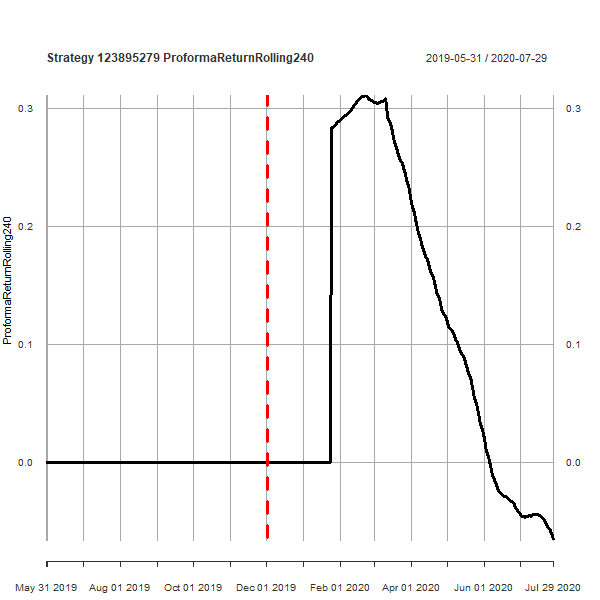 Strategy 123895279 ProformaReturnRolling240
2019-05-31 / 2020-07-29
0.3
0.3
0.2
0.2
ProformaReturnRolling240
0.1
0.1
0.0
0.0
May 31 2019
Aug 01 2019
Oct 01 2019
Dec 01 2019
Feb 01 2020
Apr 01 2020
Jun 01 2020
Jul 29 2020